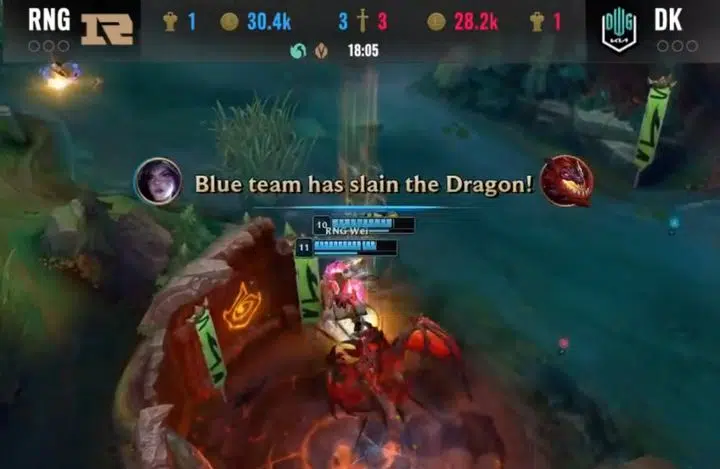 RNG 1 30.4k 3 3 28.2k 1 DK
KIA
18:05
Blue team has slain the Dragon!
10
RNG Wei
11